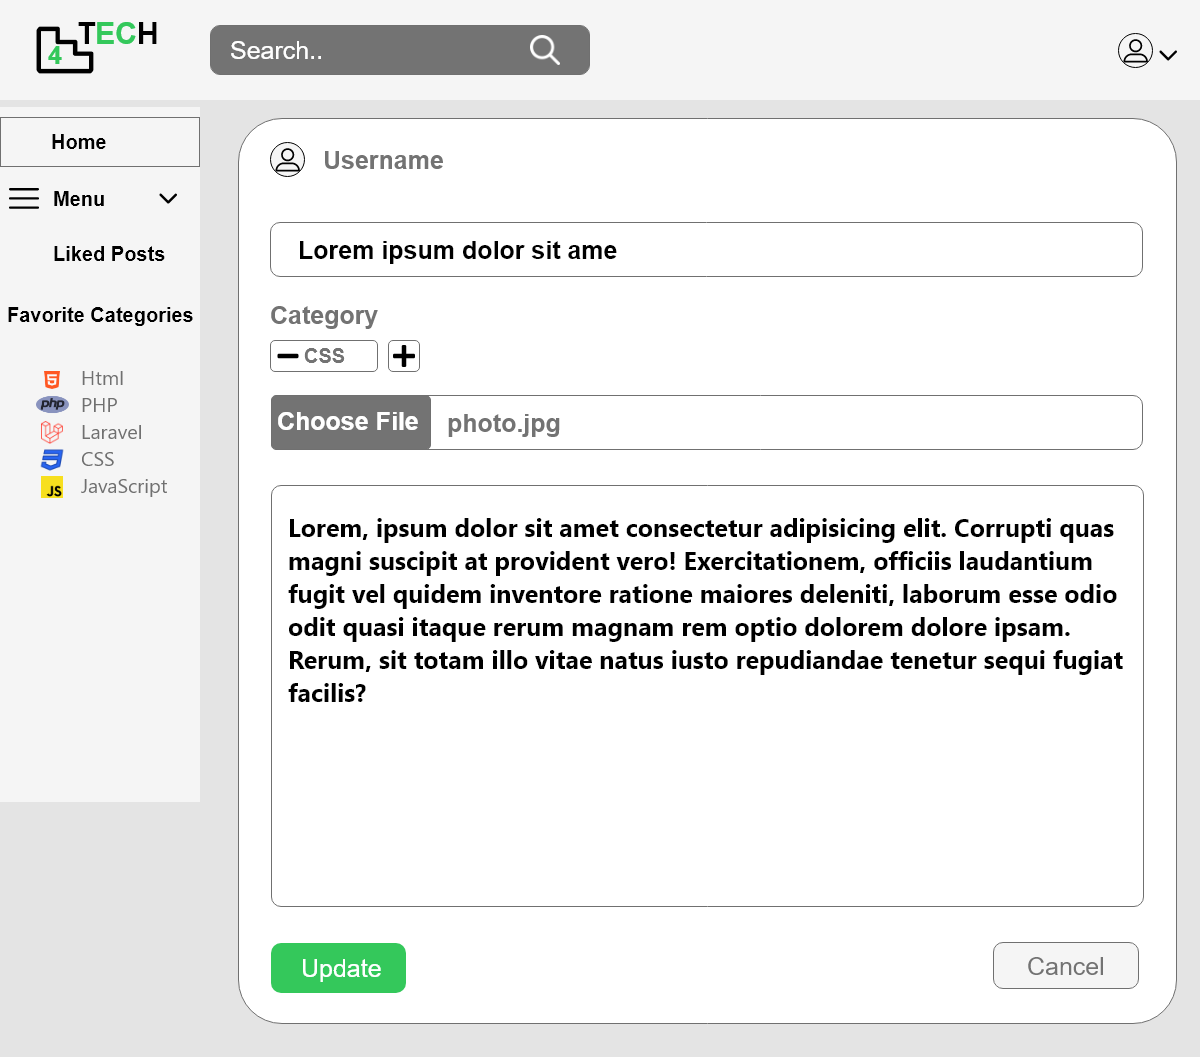 4TECH
Search..
Home
Menu
Liked Posts
Favorite Categories
Html
php PHP
Laravel
CSS
JS JavaScript
Username
Lorem ipsum dolor sit ame
Category
CSS
Choose File photo.jpg
Lorem, ipsum dolor sit amet consectetur adipisicing elit. Corrupti quas
magni suscipit at provident vero! Exercitationem, officiis laudantium
fugit vel quidem inventore ratione maiores deleniti, laborum esse odio
odit quasi itaque rerum magnam rem optio dolorem dolore ipsam.
Rerum, sit totam illo vitae natus iusto repudiandae tenetur sequi fugiat
facilis?
Update
Cancel